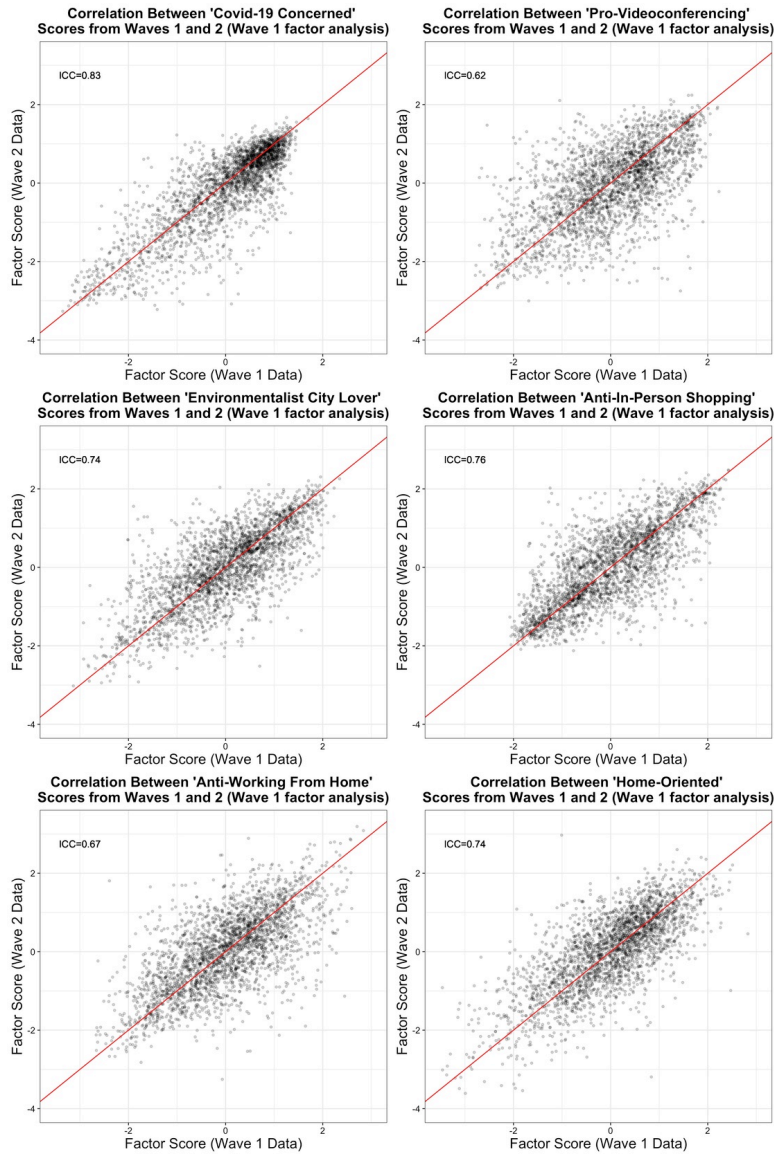 Correlation Between 'Covid-19 Concerned'
Scores from Waves 1 and 2 (Wave 1 factor analysis)
ICC=0.83
Factor Score (Wave 2 Data)
2
0
-2
-4
-2
0
2
Factor Score (Wave 1 Data)
Correlation Between 'Pro-Videoconferencing'
Scores from Waves 1 and 2 (Wave 1 factor analysis)
ICC=0.62
Factor Score (Wave 2 Data)
2
0
-2
-4
-2
0
2
Factor Score (Wave 1 Data)
Correlation Between 'Environmentalist City Lover'
Scores from Waves 1 and 2 (Wave 1 factor analysis)
ICC=0.74
Factor Score (Wave 2 Data)
2
0
-2
-4
-2
0
2
Factor Score (Wave 1 Data)
Correlation Between 'Anti-In-Person Shopping'
Scores from Waves 1 and 2 (Wave 1 factor analysis)
ICC=0.76
Factor Score (Wave 2 Data)
2
0
-2
-4
-2
0
2
Factor Score (Wave 1 Data)
Correlation Between 'Anti-Working From Home'
Scores from Waves 1 and 2 (Wave 1 factor analysis)
ICC=0.67
Factor Score (Wave 2 Data)
2
0
-2
-4
-2
0
2
Factor Score (Wave 1 Data)
Correlation Between 'Home-Oriented'
Scores from Waves 1 and 2 (Wave 1 factor analysis)
ICC=0.74
Factor Score (Wave 2 Data)
2
0
-2
-4
-2
0
2
Factor Score (Wave 1 Data)